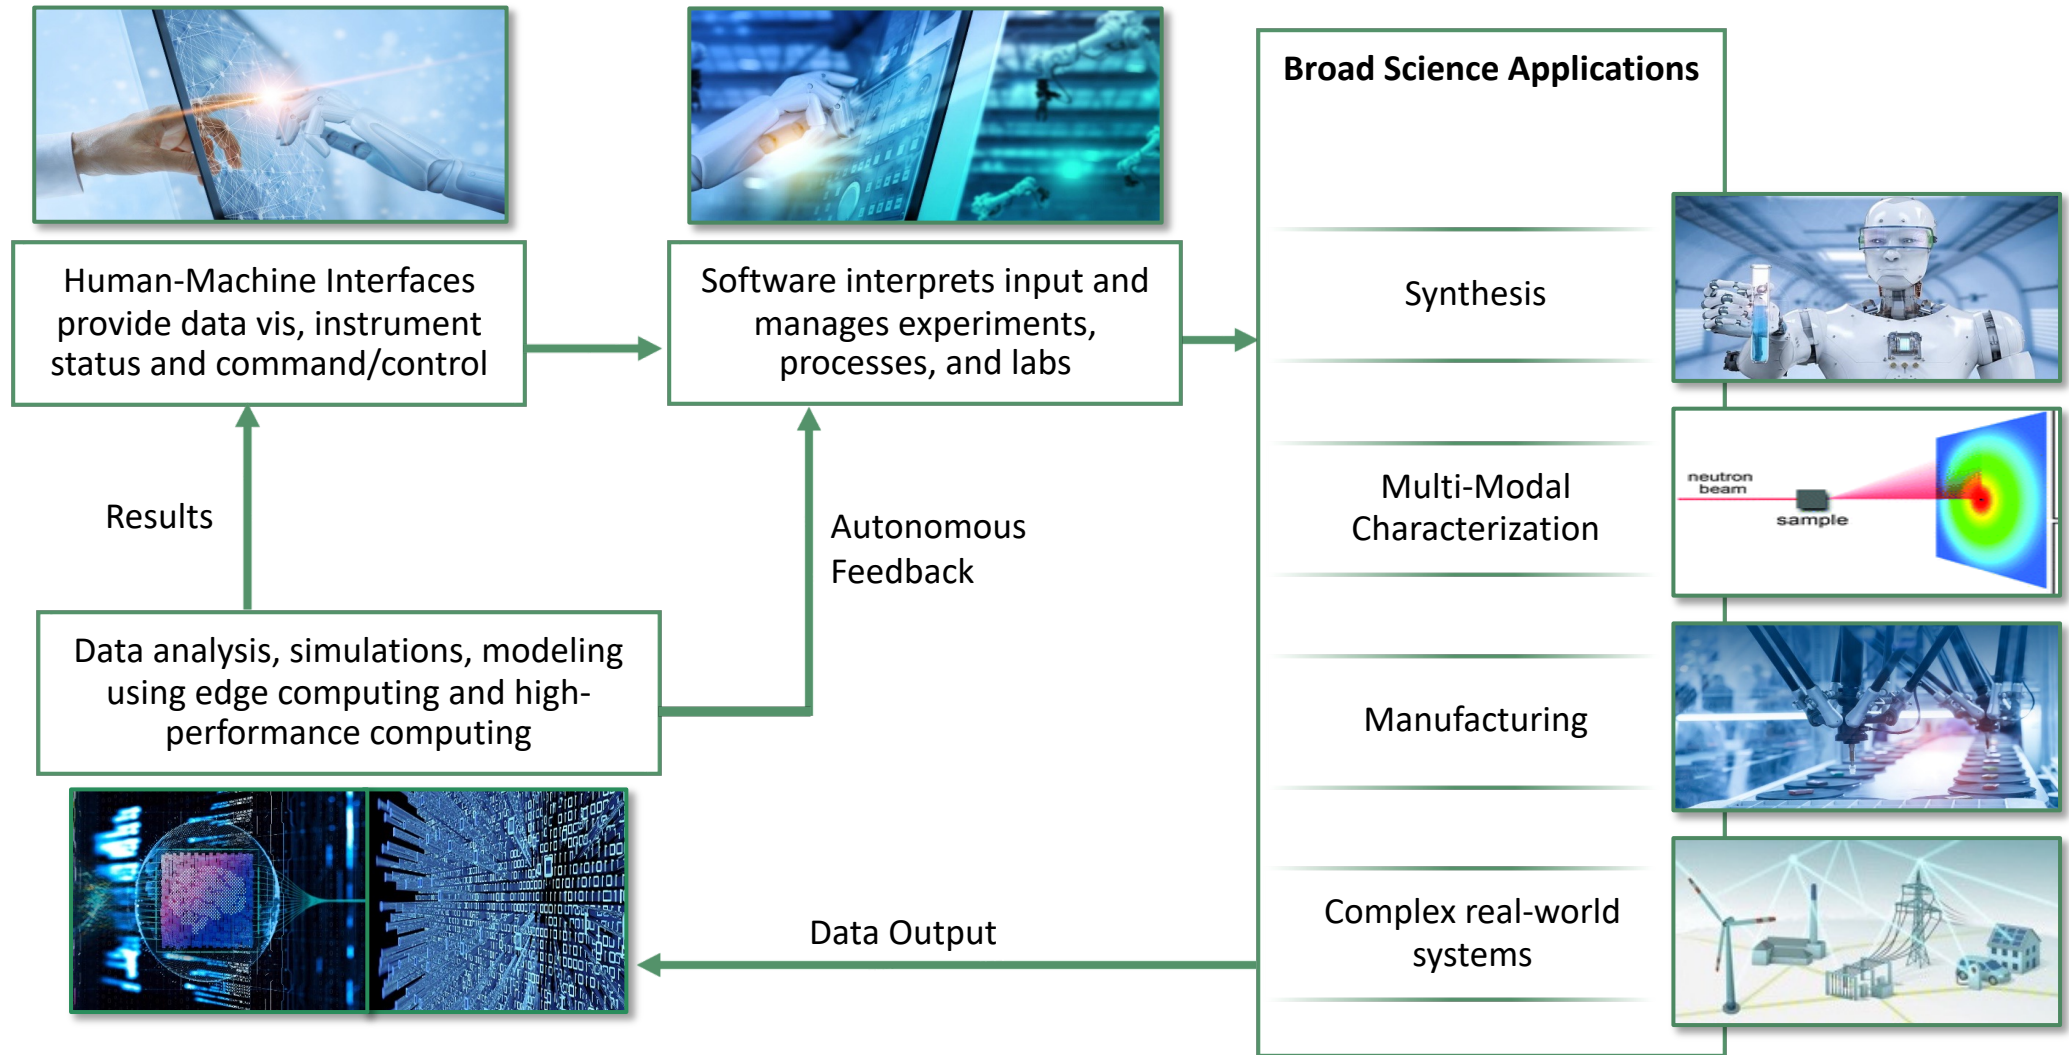 Human-Machine Interfaces
provide data vis, instrument
status and command/control
Software interprets input and
manages experiments,
processes, and labs
Broad Science Applications
Synthesis
Multi-Modal
Characterization
neutron
beam
sample
Manufacturing
Complex real-world
systems
Results
Autonomous
Feedback
Data analysis, simulations, modeling
using edge computing and high-
performance computing
Data Output